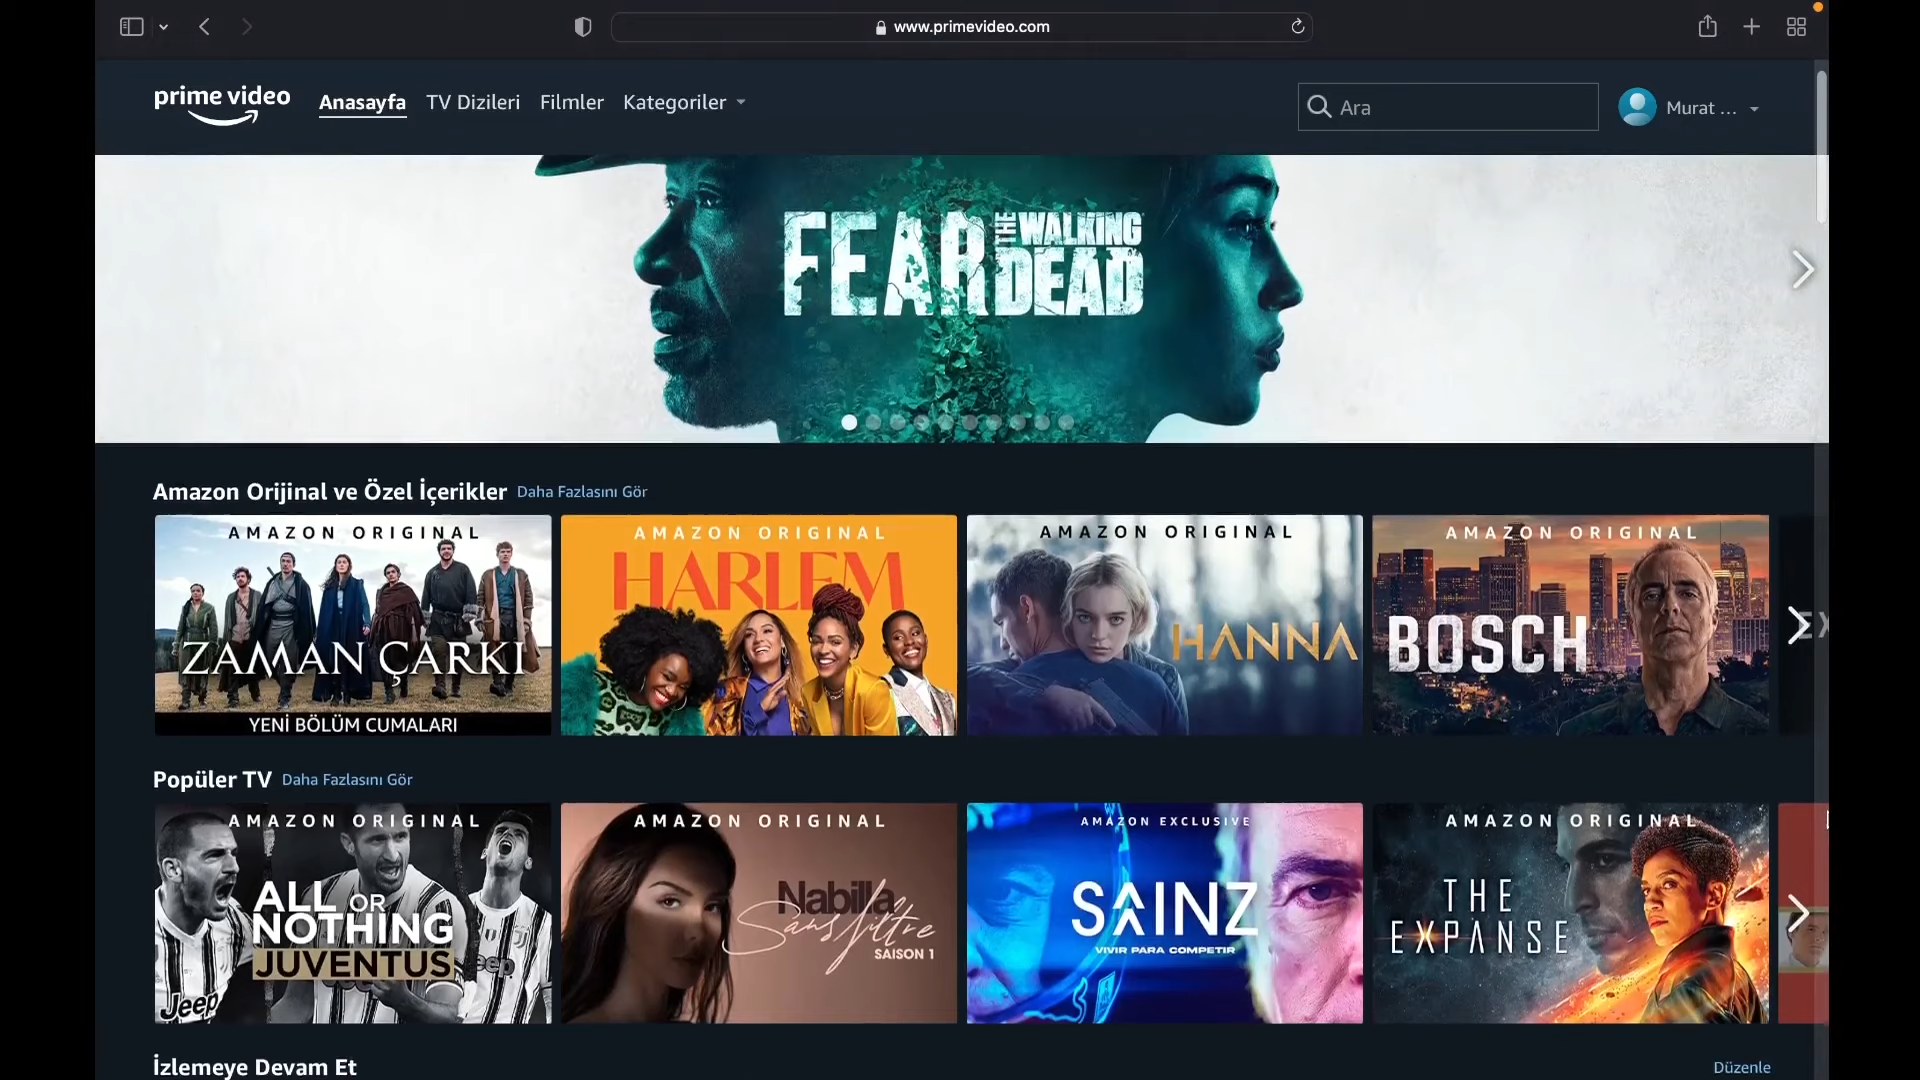 www.primevideo.com
prime video
Anasayfa TV Dizileri Filmler Kategoriler
Ara
Murat ...
FEAR THE WALKING DEAD
Amazon Orijinal ve Özel İçerikler Daha Fazlasını Gör
AMAZON ORIGINAL
ZAMAN ÇARKI
YENİ BÖLÜM CUMALARI
AMAZON ORIGINAL
HARLEM
AMAZON ORIGINAL
HANNA
AMAZON ORIGINAL
BOSCH
Popüler TV Daha Fazlasını Gör
AMAZON ORIGINAL
ALL OR
NOTHING
JUVENTUS
Jeep
Jeep
AMAZON ORIGINAL
Nabilla
Sans filtre
SAISON 1
AMAZON EXCLUSIVE
SAINZ
VIVIR PARA COMPETIR
AMAZON ORIGINAL
THE
EXPANSE
İzlemeye Devam Et
Düzenle